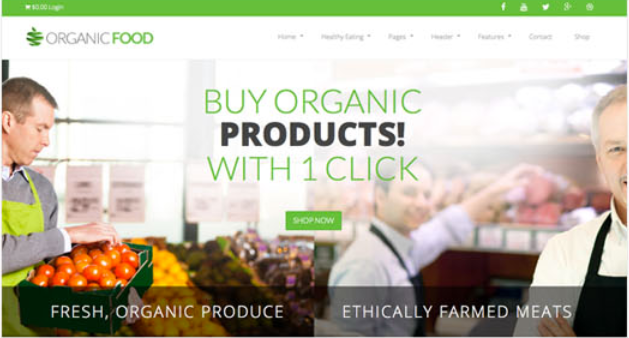 $0.00 Login
ORGANIC FOOD
Home
Healthy Eating
Pages
Header
Features
Contact
Shop
BUY ORGANIC
PRODUCTS!
WITH 1 CLICK
SHOP NOW
FRESH, ORGANIC PRODUCE
ETHICALLY FARMED MEATS